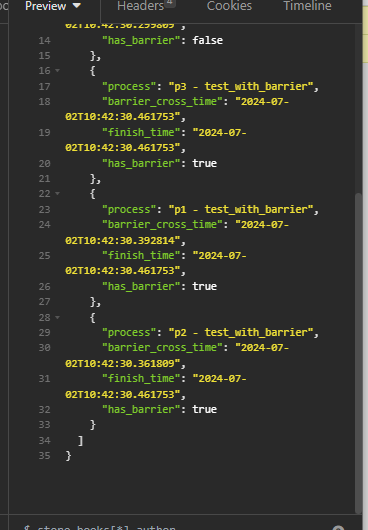 Preview ▼ Headers 4 Cookies Timeline
02T10:42:30.299809",
14 "has_barrier": false
15 },
16 {
17 "process": "p3 - test_with_barrier",
18 "barrier_cross_time": "2024-07-
02T10:42:30.461753",
19 "finish_time": "2024-07-
02T10:42:30.461753",
20 "has_barrier": true
21 },
22 {
23 "process": "p1 - test_with_barrier",
24 "barrier_cross_time": "2024-07-
02T10:42:30.392814",
25 "finish_time": "2024-07-
02T10:42:30.461753",
26 "has_barrier": true
27 },
28 {
29 "process": "p2 - test_with_barrier",
30 "barrier_cross_time": "2024-07-
02T10:42:30.361809",
31 "finish_time": "2024-07-
02T10:42:30.461753",
32 "has_barrier": true
33 }
34 ]
35 }
$.store.books[*].author